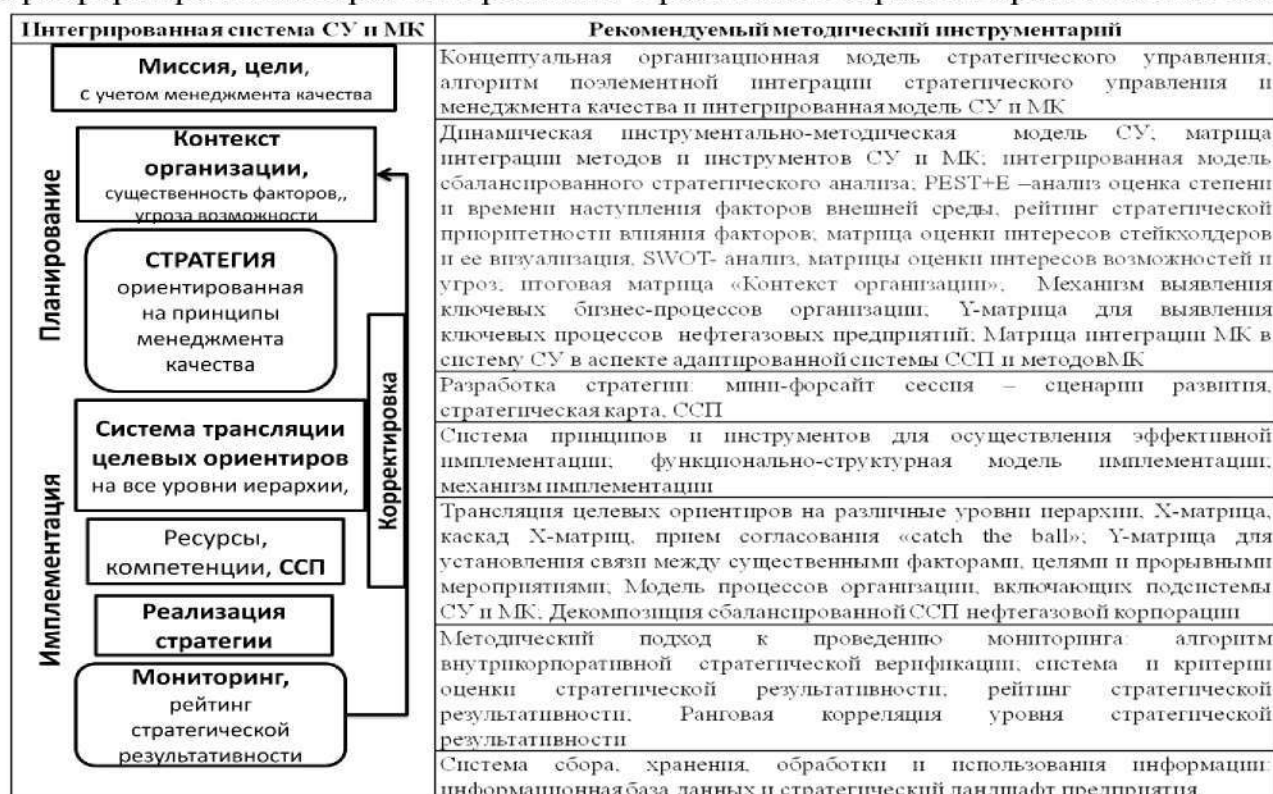 Интегрированная система СУ и МК
Рекомендуемый методический инструментарий
Миссия, цели,
с учетом менеджмента качества
Планирование
Контекст
организации,
существенность факторов,,
угроза возможности
СТРАТЕГИЯ
ориентированная
на принципы
менеджмента
качества
Корректировка
Имплементация
Система трансляции
целевых ориентиров
на все уровни иерархии,
Ресурсы,
компетенции, ССП
Реализация
стратегии
Мониторинг,
рейтинг
стратегической
результативности
Концептуальная организационная модель стратегического управления;
алгоритм поэлементной интеграции стратегического управления и
менеджмента качества и интегрированная модель СУ и МК
Динамическая инструментально-методическая модель СУ; матрица
интеграции методов и инструментов СУ и МК; интегрированная модель
сбалансированного стратегического анализа; PEST+E –анализ оценка степени
и времени наступления факторов внешней среды, рейтинг стратегической
приоритетности влияния факторов; матрица оценки интересов стейкхолдеров
и ее визуализация, SWOT- анализ, матрицы оценки интересов возможностей и
угроз; итоговая матрица «Контекст организации»; Механизм выявления
ключевых бизнес-процессов организации; Y-матрица для выявления
ключевых процессов нефтегазовых предприятий; Матрица интеграции МК в
систему СУ в аспекте адаптированной системы ССП и методовМК
Разработка стратегии: мини-форсайт сессия – сценарии развития,
стратегическая карта, ССП
Система принципов и инструментов для осуществления эффективной
имплементации; функционально-структурная модель имплементации;
механизм имплементации
Трансляция целевых ориентиров на различные уровни иерархии, X-матрица,
каскад X-матриц, прием согласования «catch the ball»; Y-матрица для
установления связи между существенными факторами, целями и прорывными
мероприятиями; Модель процессов организации, включающих подсистемы
СУ и МК; Декомпозиция сбалансированной ССП нефтегазовой корпорации
Методический подход к проведению мониторинга: алгоритм
внутрикорпоративной стратегической верификации; система и критерии
оценки стратегической результативности, рейтинг стратегической
результативности; Ранговая корреляция уровня стратегической
результативности
Система сбора, хранения, обработки и использования информации:
информационная база данных и стратегический ландшафт предприятия